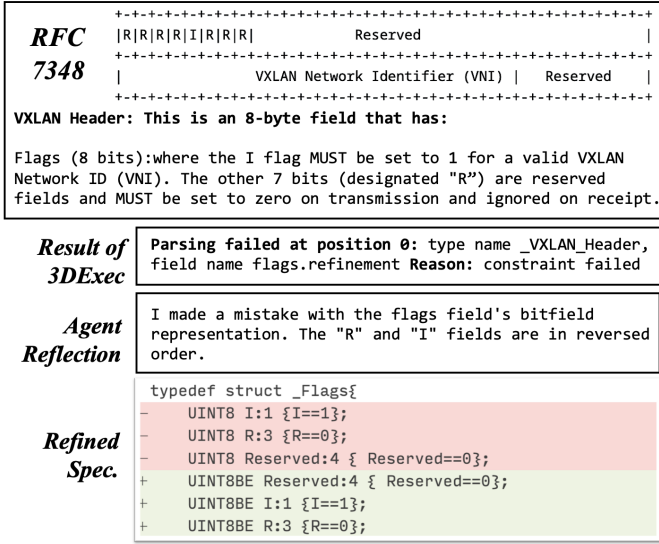 RFC 7348
+-+-+-+-+-+-+-+-+-+-+-+-+-+-+-+-+-+-+-+-+-+-+-+-+-+-+-+-+-+-+-+-+
|R|R|R|R|I|R|R|R| Reserved |
+-+-+-+-+-+-+-+-+-+-+-+-+-+-+-+-+-+-+-+-+-+-+-+-+-+-+-+-+-+-+-+-+
| VXLAN Network Identifier (VNI) | Reserved |
+-+-+-+-+-+-+-+-+-+-+-+-+-+-+-+-+-+-+-+-+-+-+-+-+-+-+-+-+-+-+-+-+
VXLAN Header: This is an 8-byte field that has:
Flags (8 bits):where the I flag MUST be set to 1 for a valid VXLAN
Network ID (VNI). The other 7 bits (designated "R”) are reserved
fields and MUST be set to zero on transmission and ignored on receipt.
Result of 3DExec
Parsing failed at position 0: type name _VXLAN_Header,
field name flags.refinement Reason: constraint failed
Agent Reflection
I made a mistake with the flags field's bitfield
representation. The "R" and "I" fields are in reversed
order.
Refined Spec.
typedef struct _Flags{
- UINT8 I:1 {I==1};
- UINT8 R:3 {R==0};
- UINT8 Reserved:4 { Reserved==0};
+ UINT8BE Reserved:4 { Reserved==0};
+ UINT8BE I:1 {I==1};
+ UINT8BE R:3 {R==0};